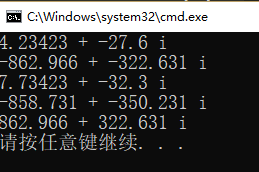 C:\Windows\system32\cmd.exe
4.23423 + -27.6 i
-862.966 + -322.631 i
7.73423 + -32.3 i
-858.731 + -350.231 i
862.966 + 322.631 i
请按任意键继续. . .